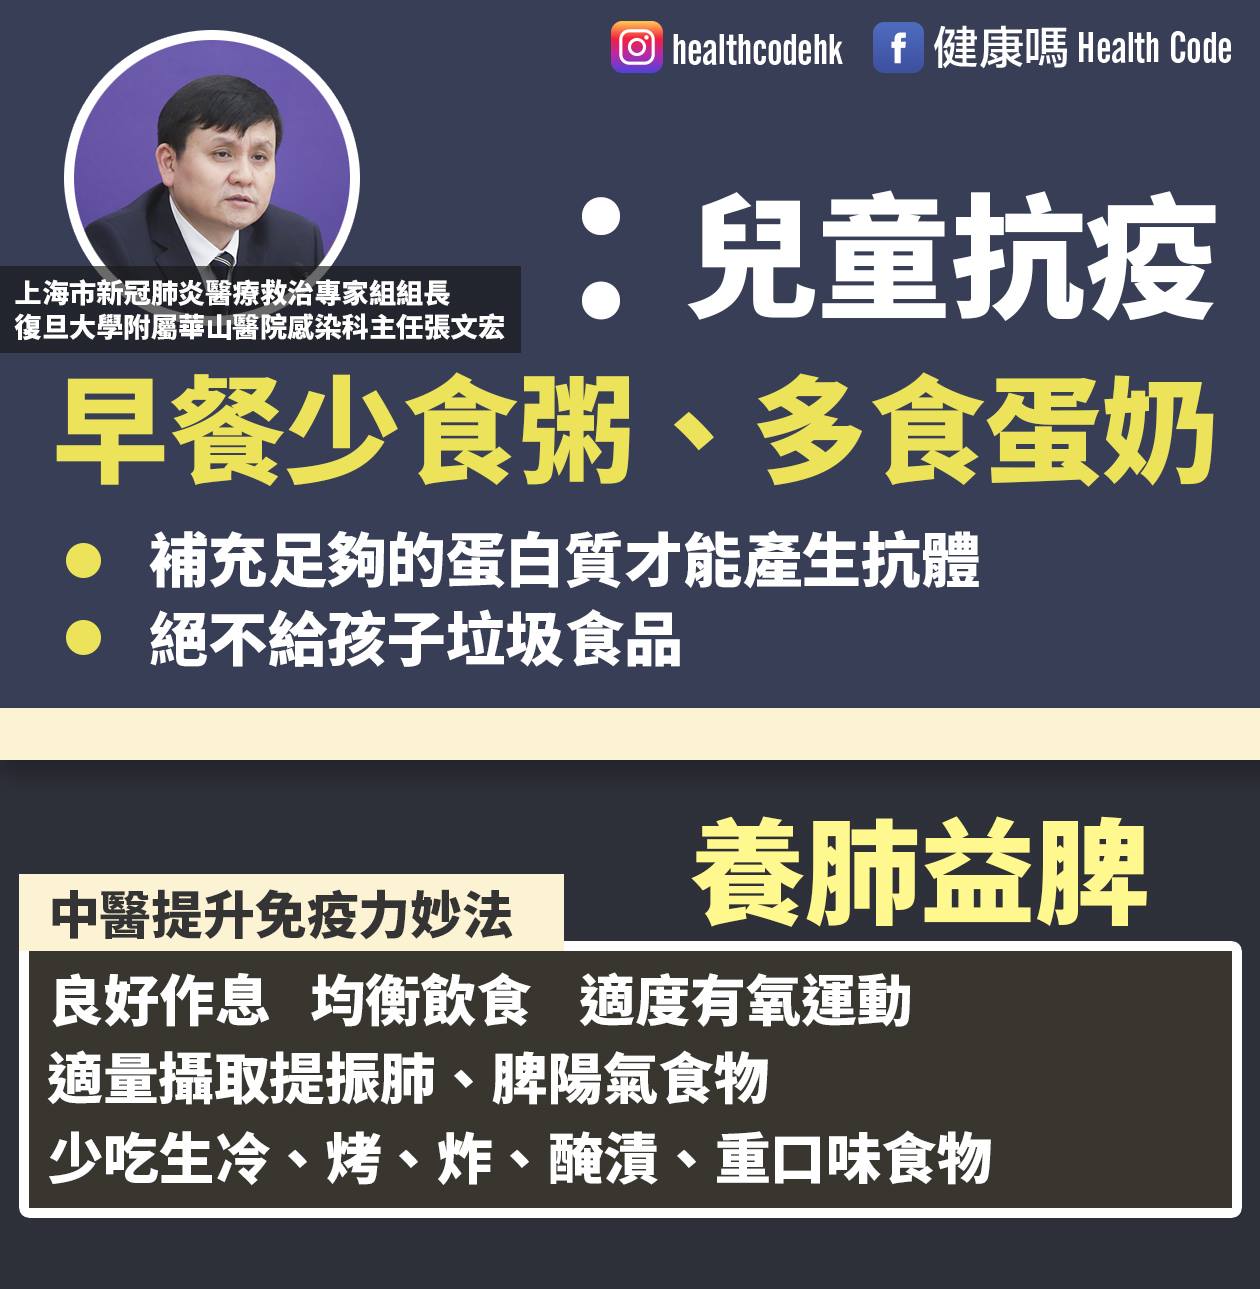 healthcodehk 健康嗎 Health Code
上海市新冠肺炎醫療救治專家組組長
復旦大學附屬華山醫院感染科主任張文宏
：兒童抗疫
早餐少食粥、多食蛋奶
● 補充足夠的蛋白質才能產生抗體
● 絕不給孩子垃圾食品
養肺益脾
中醫提升免疫力妙法
良好作息 均衡飲食 適度有氧運動
適量攝取提振肺、脾陽氣食物
少吃生冷、烤、炸、醃漬、重口味食物